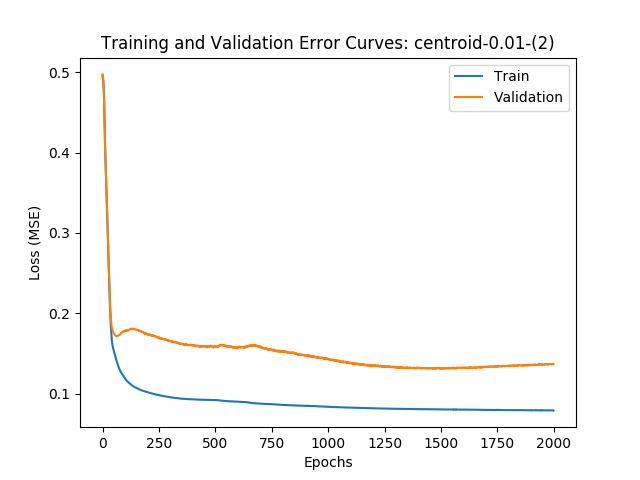 Training and Validation Error Curves: centroid-0.01-(2)
Train
Validation
0.5
0.4
0.3
0.2
0.1
Loss (MSE)
0 250 500 750 1000 1250 1500 1750 2000
Epochs